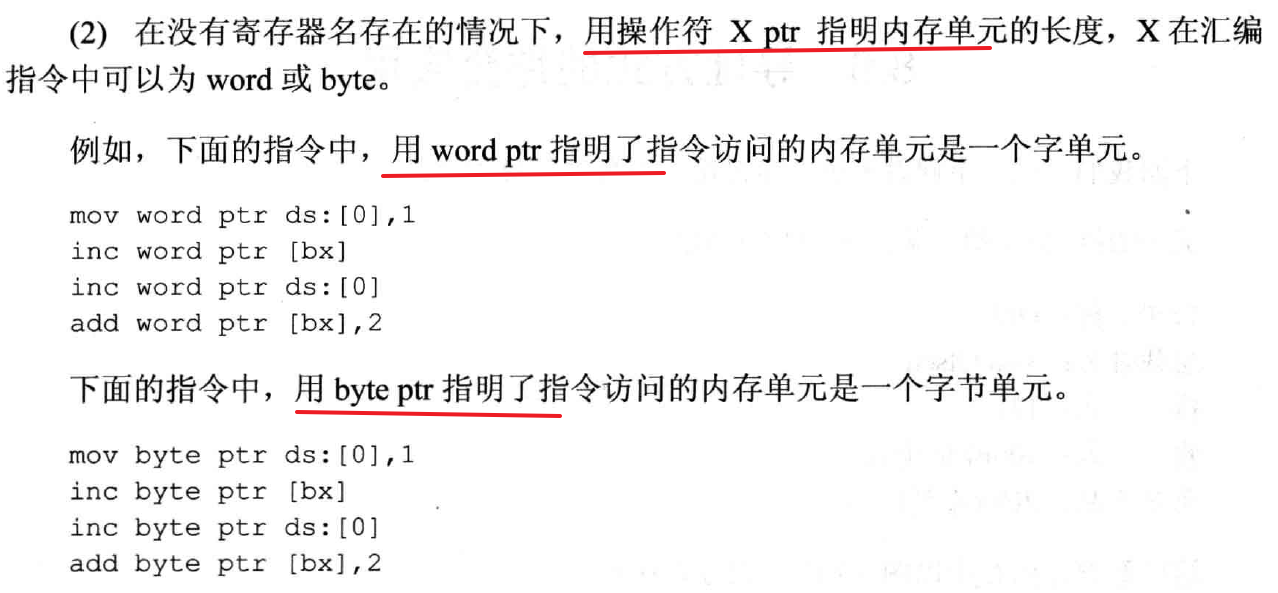 (2) 在没有寄存器名存在的情况下，用操作符 X ptr 指明内存单元的长度，X 在汇编
指令中可以为 word 或 byte。
例如，下面的指令中，用 word ptr 指明了指令访问的内存单元是一个字单元。
mov word ptr ds:[0],1
inc word ptr [bx]
inc word ptr ds:[0]
add word ptr [bx],2
下面的指令中，用 byte ptr 指明了指令访问的内存单元是一个字节单元。
mov byte ptr ds:[0],1
inc byte ptr [bx]
inc byte ptr ds:[0]
add byte ptr [bx],2